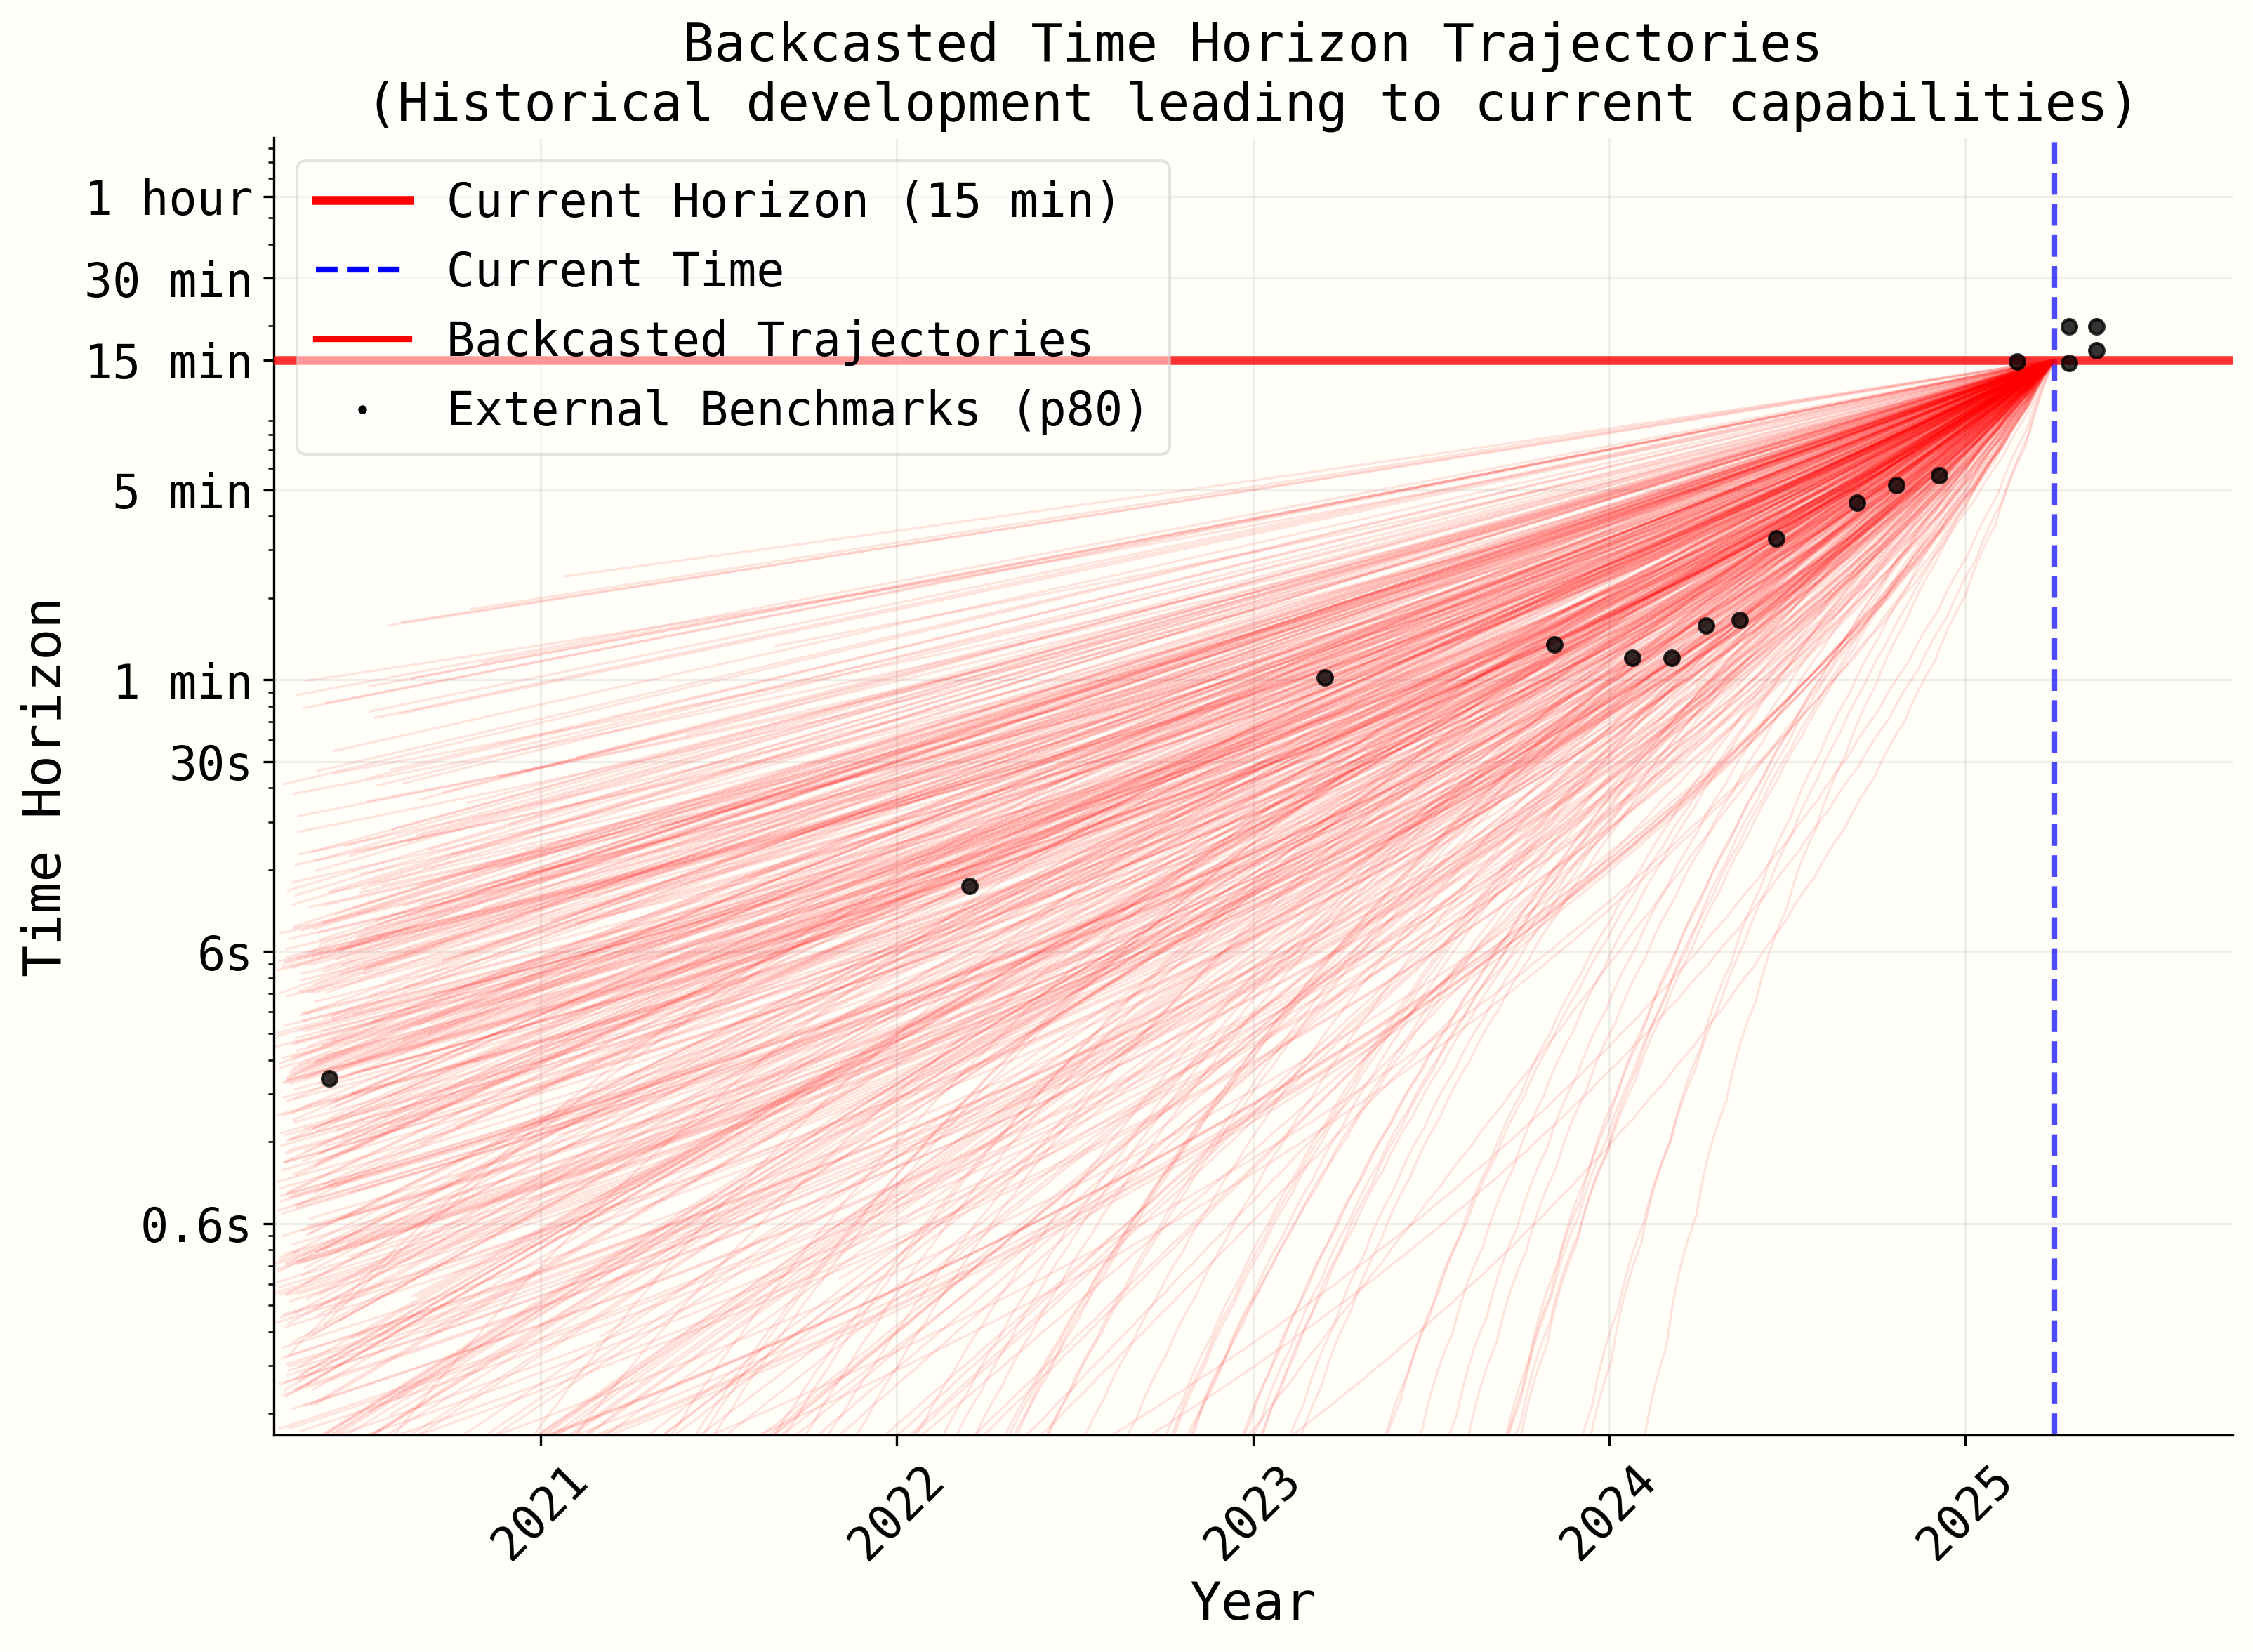 Backcasted Time Horizon Trajectories
(Historical development leading to current capabilities)
Current Horizon (15 min)
Current Time
Backcasted Trajectories
External Benchmarks (p80)
Time Horizon
1 hour
30 min
15 min
5 min
1 min
30s
6s
0.6s
2021
2022
2023
2024
2025
Year